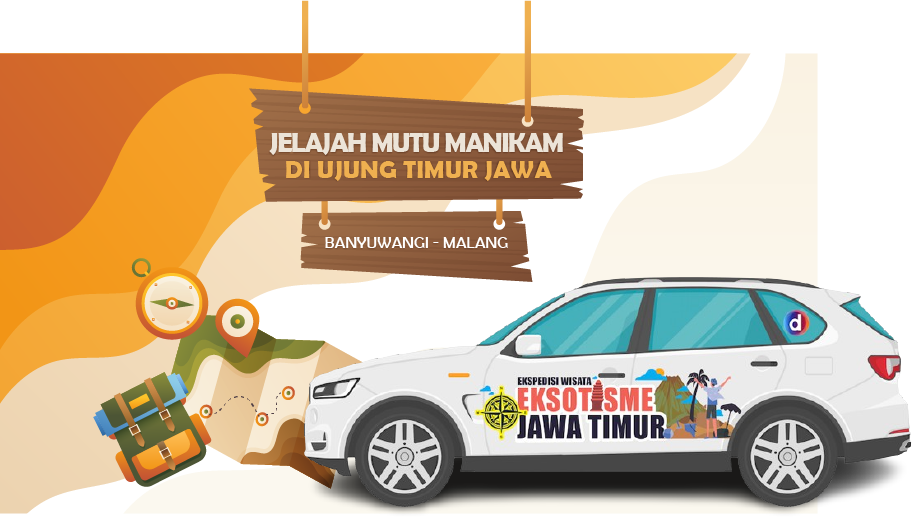 JELAJAH MUTU MANIKAM
DI UJUNG TIMUR JAWA
BANYUWANGI - MALANG
d
EKSPEDISI WISATA
EKSOTISME
JAWA TIMUR